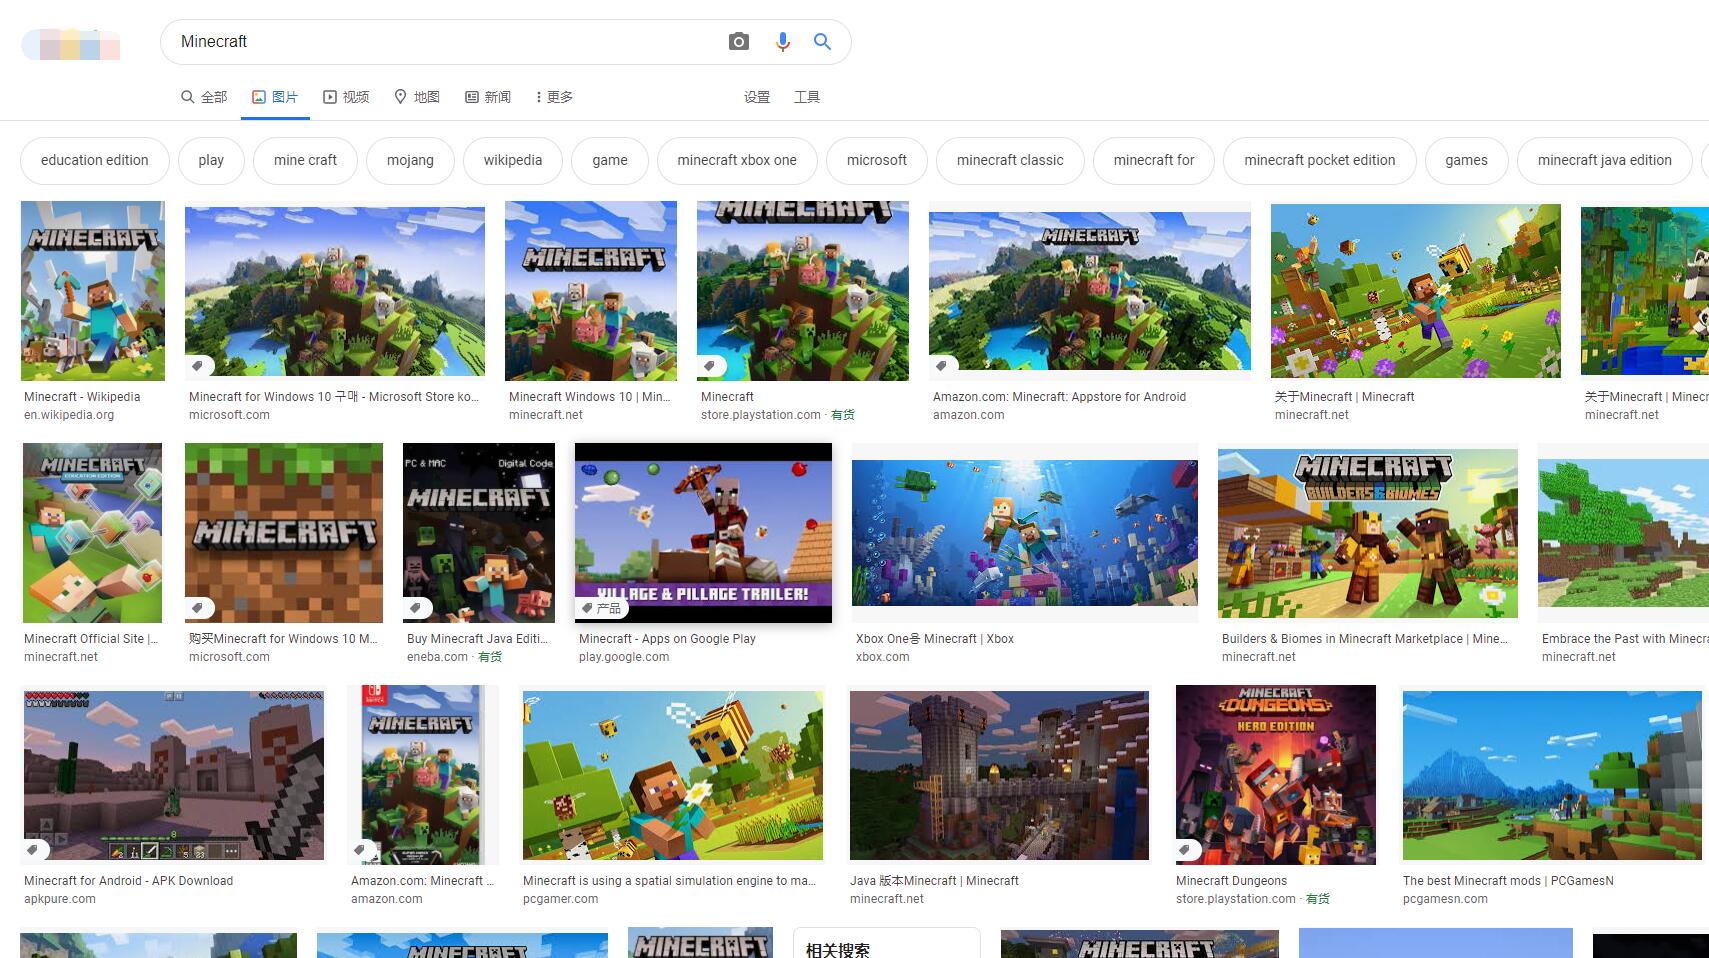 Minecraft
全部 图片 视频 地图 新闻 更多 设置 工具
education edition play mine craft mojang wikipedia game minecraft xbox one microsoft minecraft classic minecraft for minecraft pocket edition games minecraft java edition
MINECRAFT
MINECRAFT
MINECRAFT
MINECRAFT
Minecraft - Wikipedia
en.wikipedia.org
Minecraft for Windows 10 구매 - Microsoft Store ko...
microsoft.com
Minecraft Windows 10 | Min...
minecraft.net
Minecraft
store.playstation.com · 有货
Amazon.com: Minecraft: Appstore for Android
amazon.com
关于Minecraft | Minecraft
minecraft.net
关于Minecraft | Minecr
minecraft.net
MINECRAFT
EDUCATION EDITION
MINECRAFT
PC & MAC Digital Code
MINECRAFT
VILLAGE & PILLAGE TRAILER!
产品
MINECRAFT
BUILDERS & BIOMES
Minecraft Official Site |...
minecraft.net
购买Minecraft for Windows 10 M...
microsoft.com
Buy Minecraft Java Editi...
eneba.com · 有货
Minecraft - Apps on Google Play
play.google.com
Xbox One용 Minecraft | Xbox
xbox.com
Builders & Biomes in Minecraft Marketplace | Mine...
minecraft.net
Embrace the Past with Minecra
minecraft.net
8
2 11 5 23
SWITCH
MINECRAFT
MINECRAFT
DUNGEONS
HERO EDITION
Minecraft for Android - APK Download
apkpure.com
Amazon.com: Minecraft ...
amazon.com
Minecraft is using a spatial simulation engine to ma...
pcgamer.com
Java 版本Minecraft | Minecraft
minecraft.net
Minecraft Dungeons
store.playstation.com · 有货
The best Minecraft mods | PCGamesN
pcgamesn.com
MINECRAFT
MINECRAFT
相关搜索
MINECRAFT